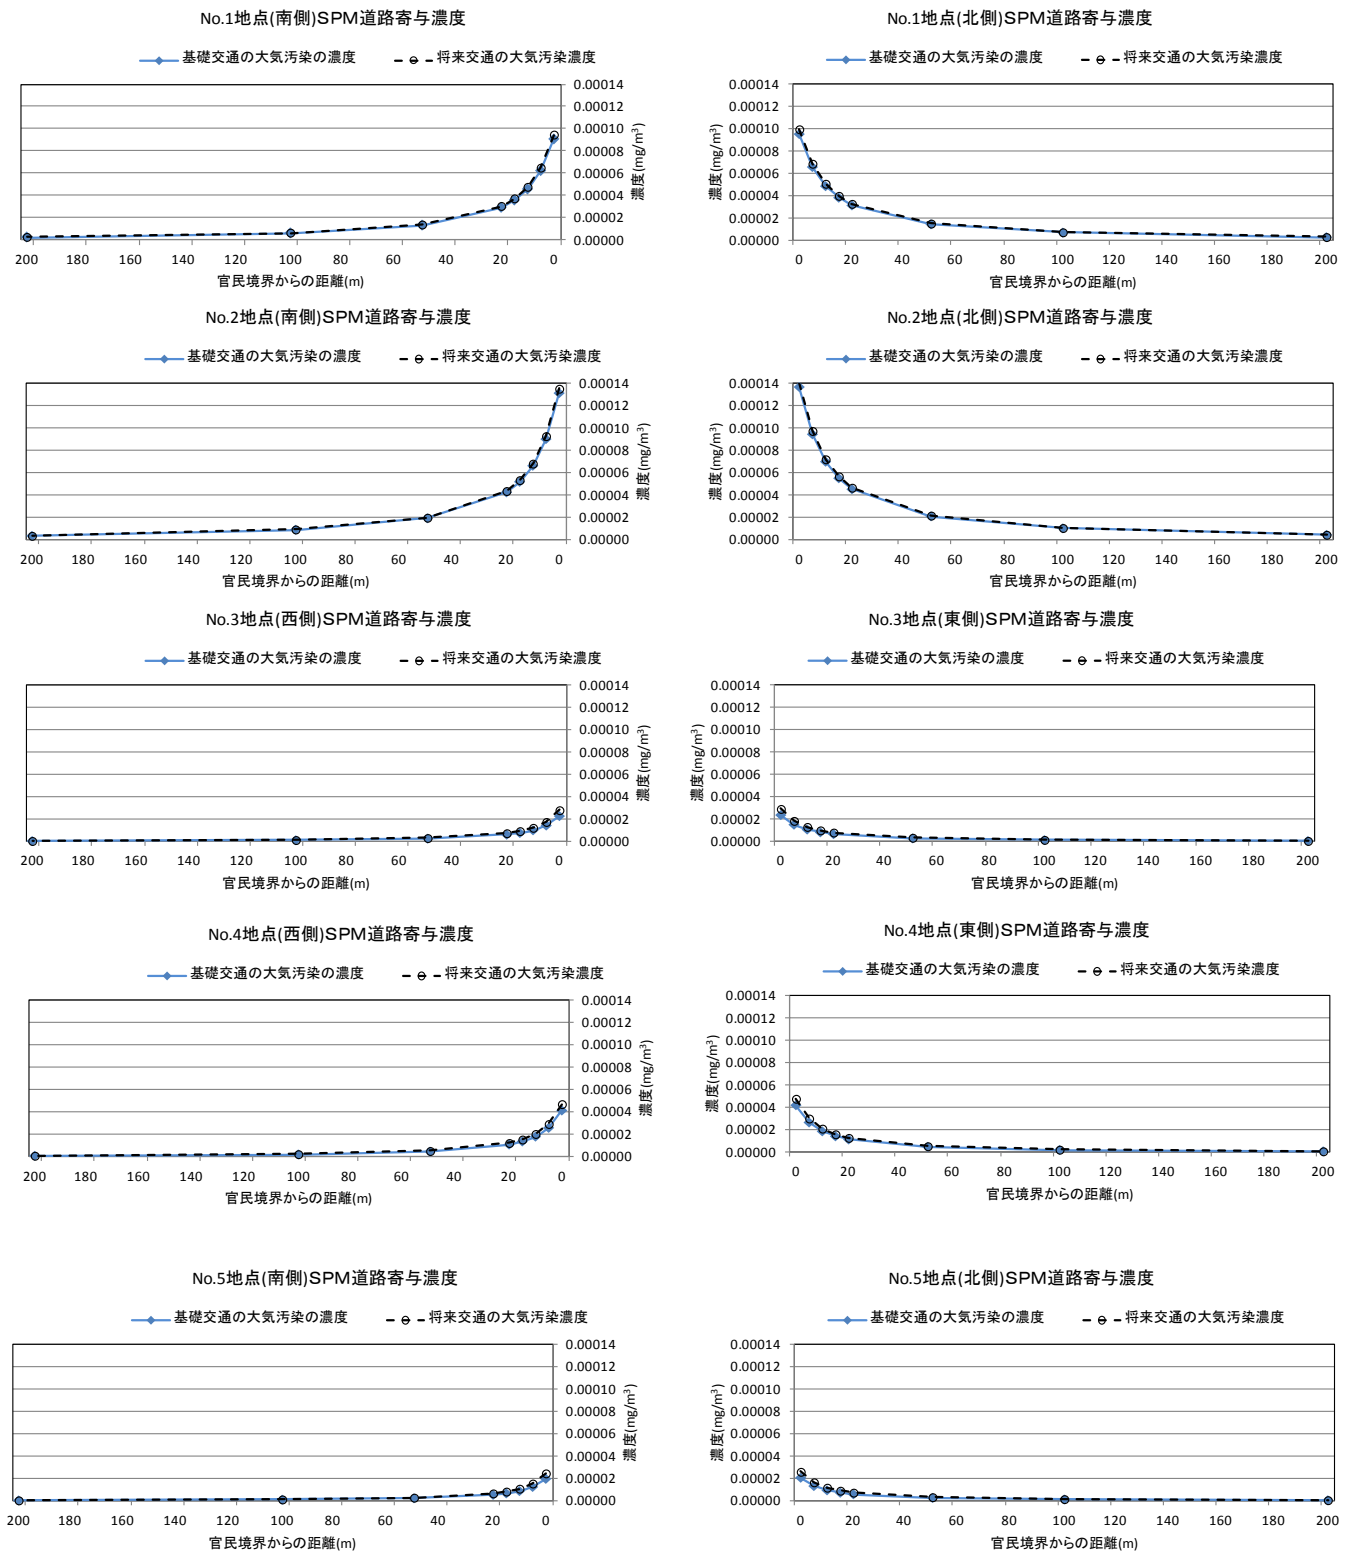 No.1地点(南側)SPM道路寄与濃度
基礎交通の大気汚染の濃度 将来交通の大気汚染濃度
0.00014
0.00012
0.00010
0.00008
0.00006
0.00004
0.00002
0.00000
濃度(mg/m³)
200 180 160 140 120 100 80 60 40 20 0
官民境界からの距離(m)
No.1地点(北側)SPM道路寄与濃度
基礎交通の大気汚染の濃度 将来交通の大気汚染濃度
0.00014
0.00012
0.00010
0.00008
0.00006
0.00004
0.00002
0.00000
濃度(mg/m³)
0 20 40 60 80 100 120 140 160 180 200
官民境界からの距離(m)
No.2地点(南側)SPM道路寄与濃度
基礎交通の大気汚染の濃度 将来交通の大気汚染濃度
0.00014
0.00012
0.00010
0.00008
0.00006
0.00004
0.00002
0.00000
濃度(mg/m³)
200 180 160 140 120 100 80 60 40 20 0
官民境界からの距離(m)
No.2地点(北側)SPM道路寄与濃度
基礎交通の大気汚染の濃度 将来交通の大気汚染濃度
0.00014
0.00012
0.00010
0.00008
0.00006
0.00004
0.00002
0.00000
濃度(mg/m³)
0 20 40 60 80 100 120 140 160 180 200
官民境界からの距離(m)
No.3地点(西側)SPM道路寄与濃度
基礎交通の大気汚染の濃度 将来交通の大気汚染濃度
0.00014
0.00012
0.00010
0.00008
0.00006
0.00004
0.00002
0.00000
濃度(mg/m³)
200 180 160 140 120 100 80 60 40 20 0
官民境界からの距離(m)
No.3地点(東側)SPM道路寄与濃度
基礎交通の大気汚染の濃度 将来交通の大気汚染濃度
0.00014
0.00012
0.00010
0.00008
0.00006
0.00004
0.00002
0.00000
濃度(mg/m³)
0 20 40 60 80 100 120 140 160 180 200
官民境界からの距離(m)
No.4地点(西側)SPM道路寄与濃度
基礎交通の大気汚染の濃度 将来交通の大気汚染濃度
0.00014
0.00012
0.00010
0.00008
0.00006
0.00004
0.00002
0.00000
濃度(mg/m³)
200 180 160 140 120 100 80 60 40 20 0
官民境界からの距離(m)
No.4地点(東側)SPM道路寄与濃度
基礎交通の大気汚染の濃度 将来交通の大気汚染濃度
0.00014
0.00012
0.00010
0.00008
0.00006
0.00004
0.00002
0.00000
濃度(mg/m³)
0 20 40 60 80 100 120 140 160 180 200
官民境界からの距離(m)
No.5地点(南側)SPM道路寄与濃度
基礎交通の大気汚染の濃度 将来交通の大気汚染濃度
0.00014
0.00012
0.00010
0.00008
0.00006
0.00004
0.00002
0.00000
濃度(mg/m³)
200 180 160 140 120 100 80 60 40 20 0
官民境界からの距離(m)
No.5地点(北側)SPM道路寄与濃度
基礎交通の大気汚染の濃度 将来交通の大気汚染濃度
0.00014
0.00012
0.00010
0.00008
0.00006
0.00004
0.00002
0.00000
濃度(mg/m³)
0 20 40 60 80 100 120 140 160 180 200
官民境界からの距離(m)